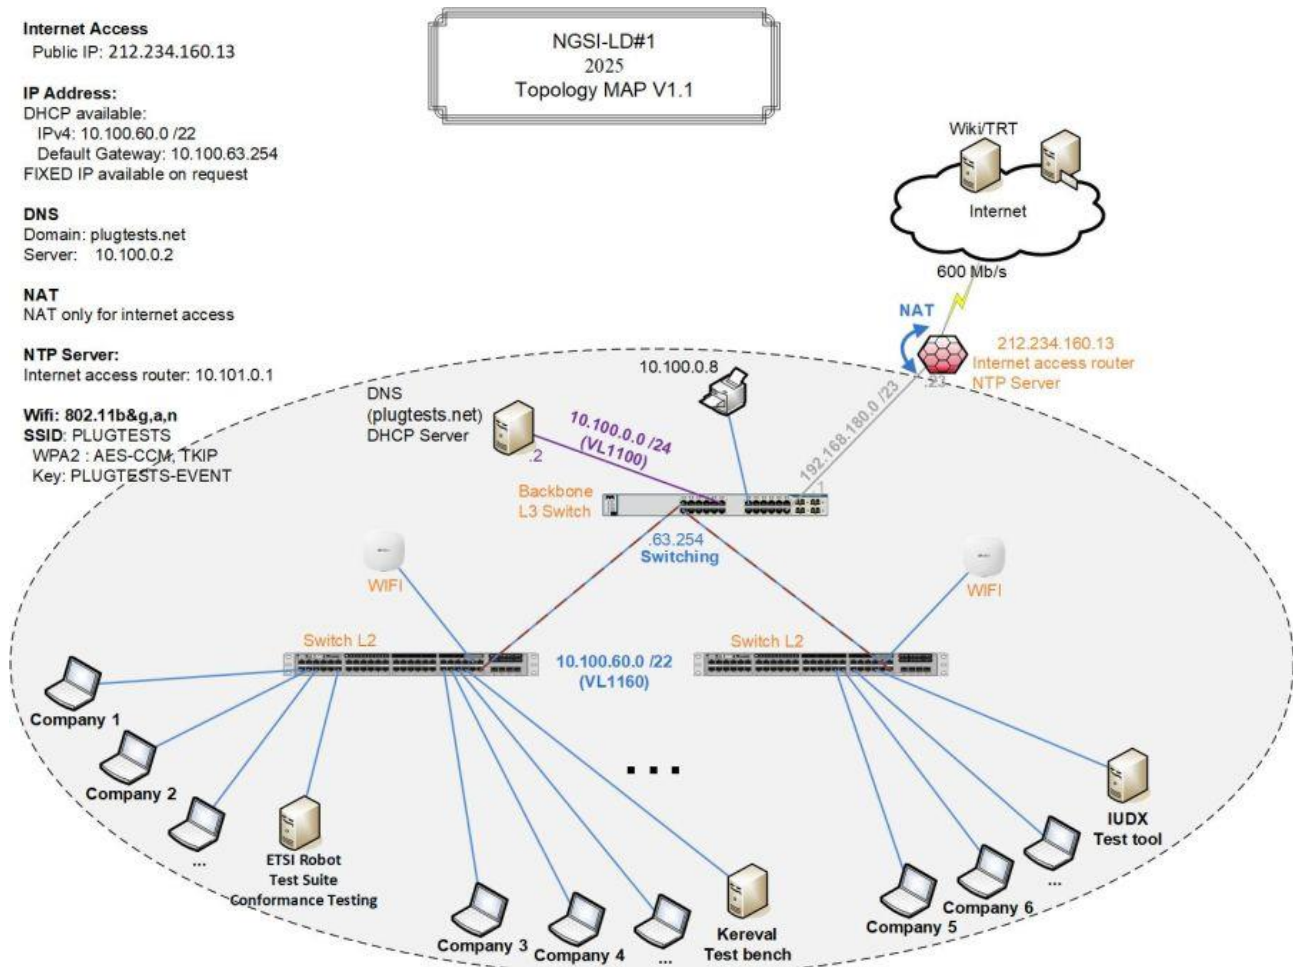 Internet Access
Public IP: 212.234.160.13
IP Address:
DHCP available:
IPv4: 10.100.60.0 /22
Default Gateway: 10.100.63.254
FIXED IP available on request
DNS
Domain: plugtests.net
Server: 10.100.0.2
NAT
NAT only for internet access
NTP Server:
Internet access router: 10.101.0.1
Wifi: 802.11b&g,a,n
SSID: PLUGTESTS
WPA2 : AES-CCM, TKIP
Key: PLUGTESTS-EVENT
NGSI-LD#1
2025
Topology MAP V1.1
Wiki/TRT
Internet
600 Mb/s
NAT
212.234.160.13
Internet access router
NTP Server
.23
192.168.180.0 /23
10.100.0.8
DNS
(plugtests.net)
DHCP Server
.2
10.100.0.0 /24
(VL1100)
Backbone
L3 Switch
.63.254
Switching
WIFI
WIFI
Switch L2
Switch L2
10.100.60.0 /22
(VL1160)
Company 1
Company 2
...
ETSI Robot
Test Suite
Conformance Testing
Company 3
Company 4
...
Kereval
Test bench
...
Company 5
Company 6
...
IUDX
Test tool